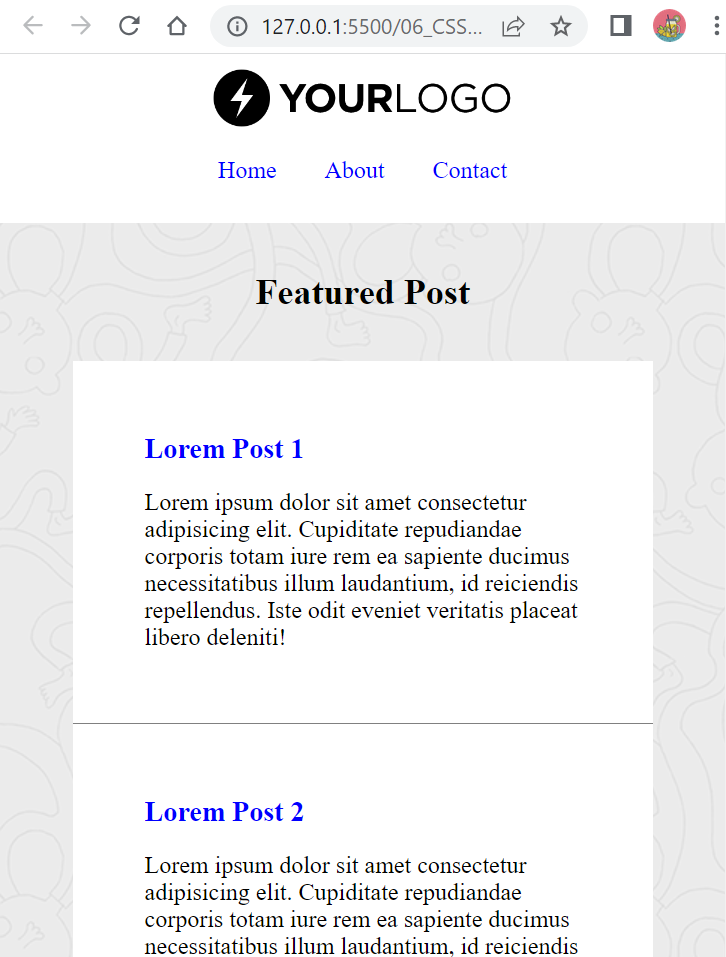 127.0.0.1:5500/06_CSS...
YOURLOGO
Home About Contact
Featured Post
Lorem Post 1
Lorem ipsum dolor sit amet consectetur
adipisicing elit. Cupiditate repudiandae
corporis totam iure rem ea sapiente ducimus
necessitatibus illum laudantium, id reiciendis
repellendus. Iste odit eveniet veritatis placeat
libero deleniti!
Lorem Post 2
Lorem ipsum dolor sit amet consectetur
adipisicing elit. Cupiditate repudiandae
corporis totam iure rem ea sapiente ducimus
necessitatibus illum laudantium, id reiciendis